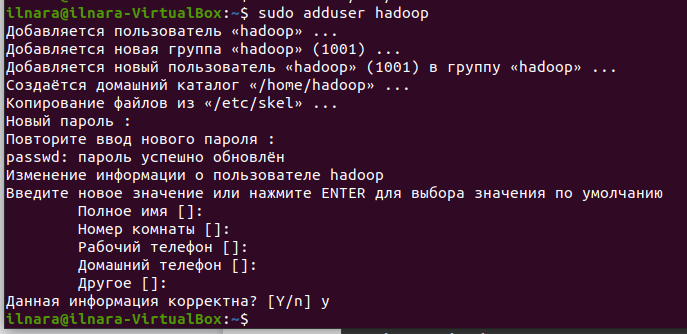 ilnara@ilnara-VirtualBox:~$ sudo adduser hadoop
Добавляется пользователь «hadoop» ...
Добавляется новая группа «hadoop» (1001) ...
Добавляется новый пользователь «hadoop» (1001) в группу «hadoop» ...
Создаётся домашний каталог «/home/hadoop» ...
Копирование файлов из «/etc/skel» ...
Новый пароль :
Повторите ввод нового пароля :
passwd: пароль успешно обновлён
Изменение информации о пользователе hadoop
Введите новое значение или нажмите ENTER для выбора значения по умолчанию
Полное имя []:
Номер комнаты []:
Рабочий телефон []:
Домашний телефон []:
Другое []:
Данная информация корректна? [Y/n] y
ilnara@ilnara-VirtualBox:~$